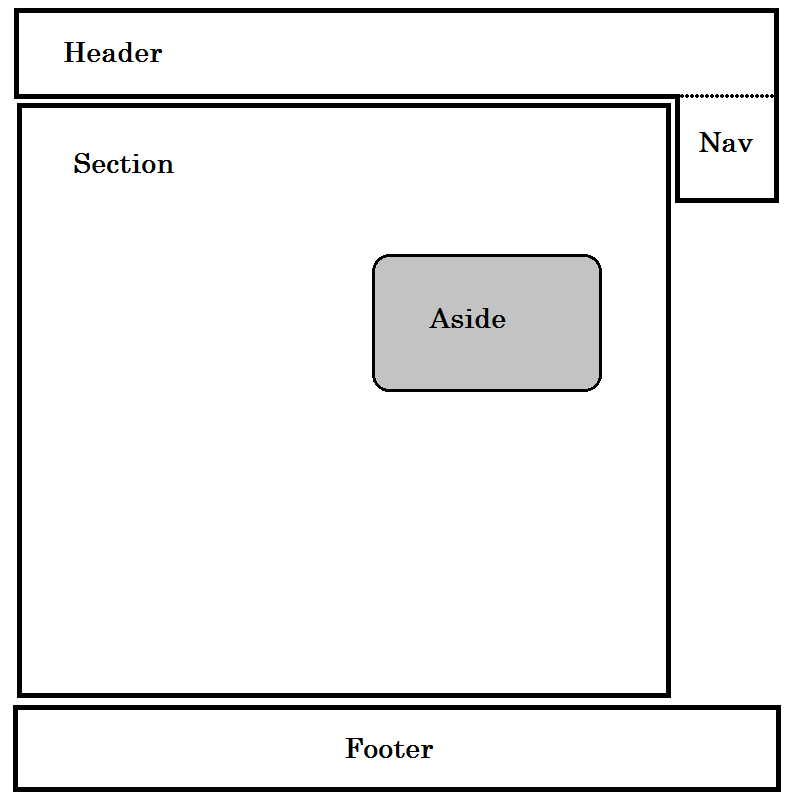 Header
Nav
Section
Aside
Footer